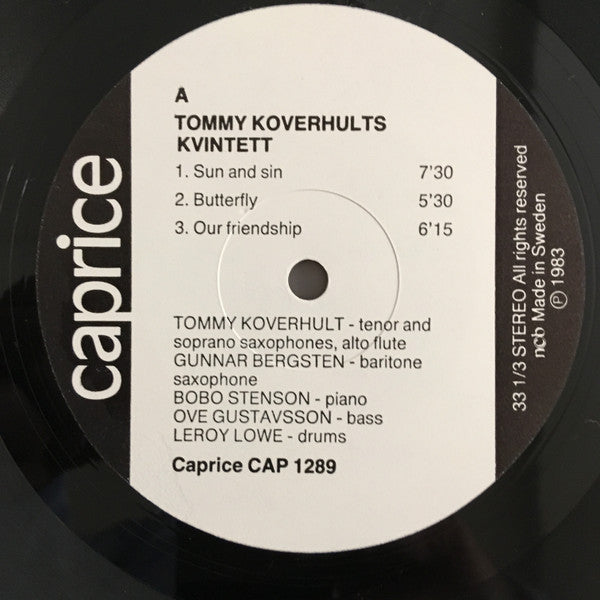 caprice
A
TOMMY KOVERHULTS
KVINTETT
1. Sun and sin 7'30
2. Butterfly 5'30
3. Our friendship 6'15
TOMMY KOVERHULT - tenor and
soprano saxophones, alto flute
GUNNAR BERGSTEN - baritone
saxophone
BOBO STENSON - piano
OVE GUSTAVSSON - bass
LEROY LOWE - drums
Caprice CAP 1289
33 1/3 STEREO All rights reserved
ncb Made in Sweden
Ⓟ 1983